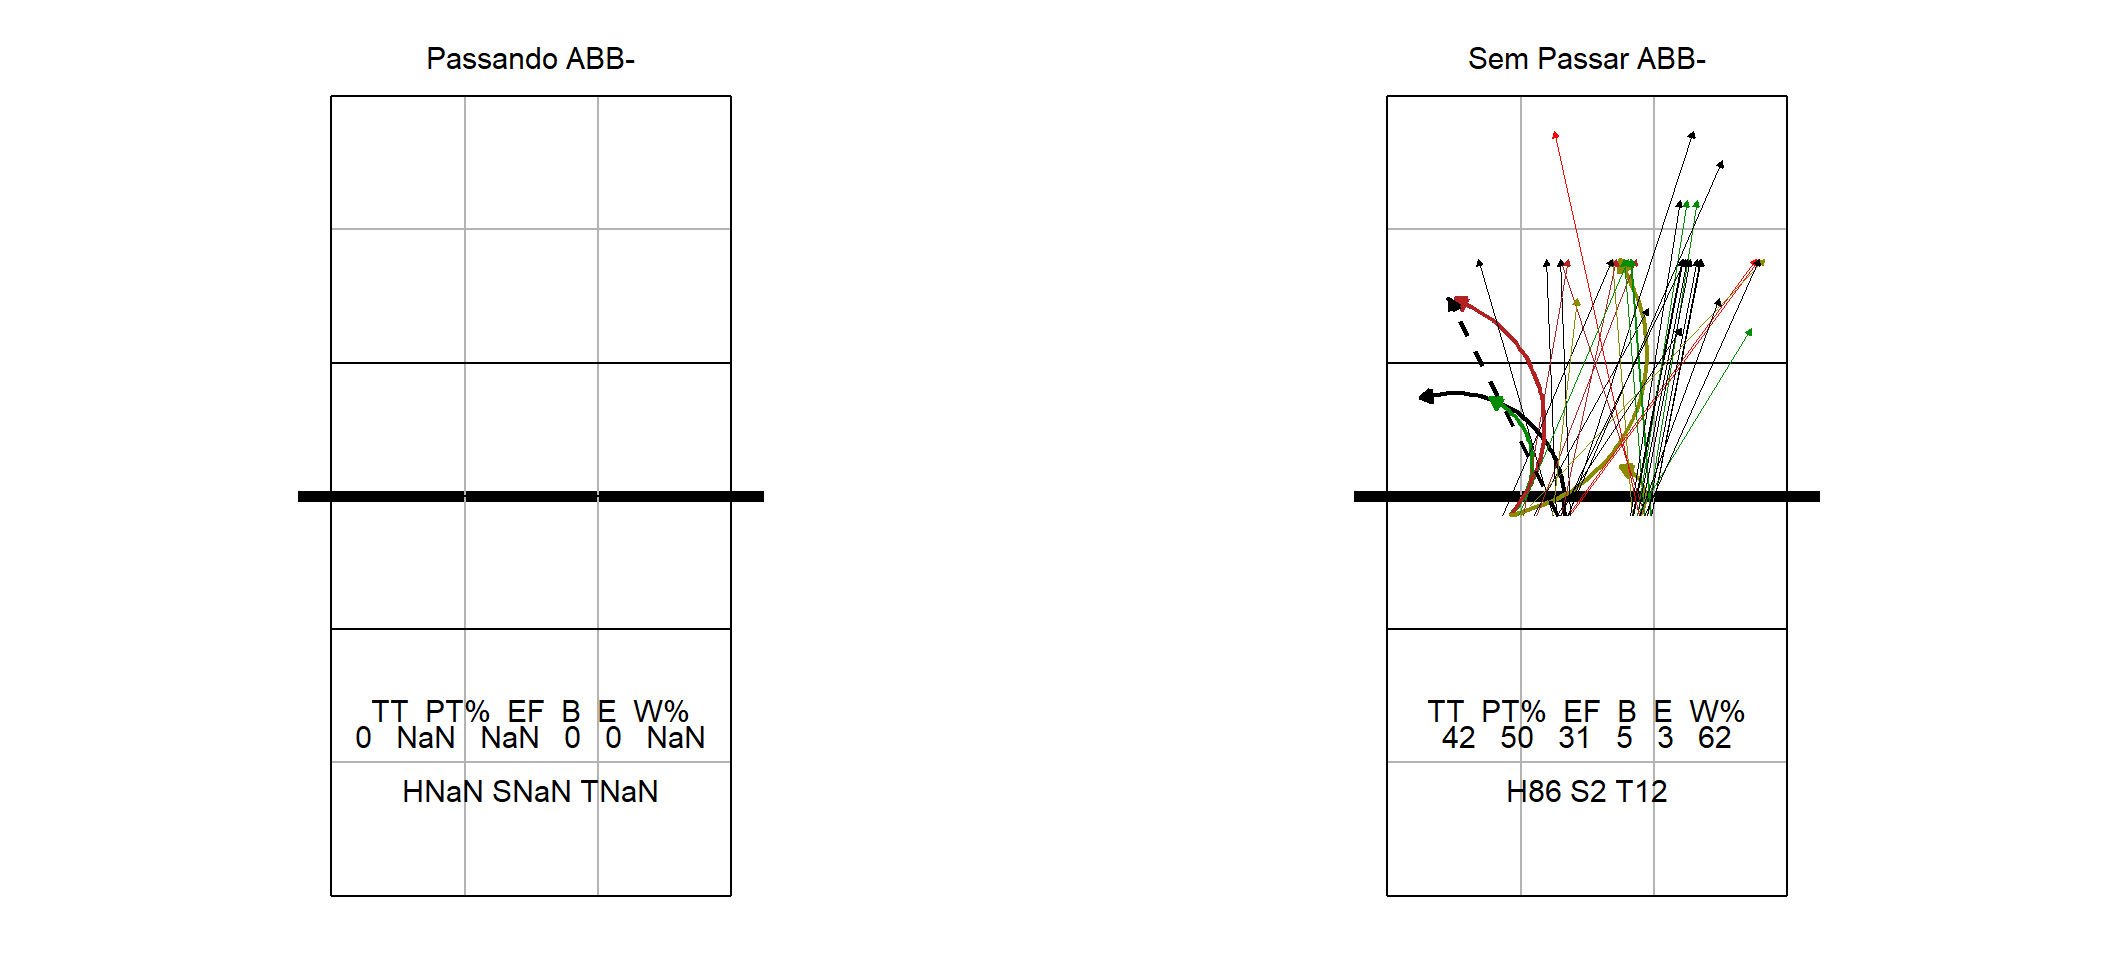 Passando ABB-
TT PT% EF B E W%
0 NaN NaN 0 0 NaN
HNaN SNaN TNaN
Sem Passar ABB-
TT PT% EF B E W%
42 50 31 5 3 62
H86 S2 T12